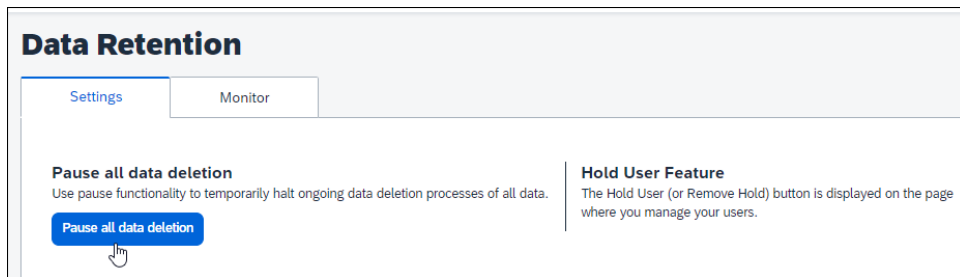 Data Retention
Settings
Monitor
Pause all data deletion
Use pause functionality to temporarily halt ongoing data deletion processes of all data.
Pause all data deletion
Hold User Feature
The Hold User (or Remove Hold) button is displayed on the page
where you manage your users.